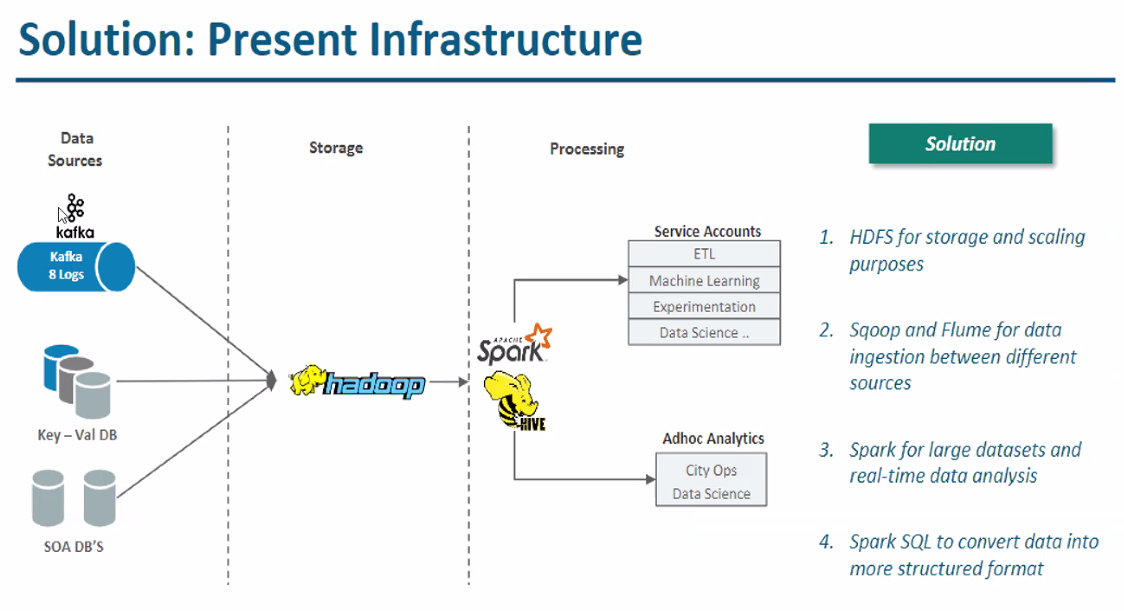 Solution: Present Infrastructure
Data
Sources
Storage
Processing
Solution
kafka
Kafka
8 Logs
Key – Val DB
SOA DB'S
hadoop
APACHE
Spark
HIVE
Service Accounts
ETL
Machine Learning
Experimentation
Data Science ..
Adhoc Analytics
City Ops
Data Science
1. HDFS for storage and scaling
purposes
2. Sqoop and Flume for data
ingestion between different
sources
3. Spark for large datasets and
real-time data analysis
4. Spark SQL to convert data into
more structured format